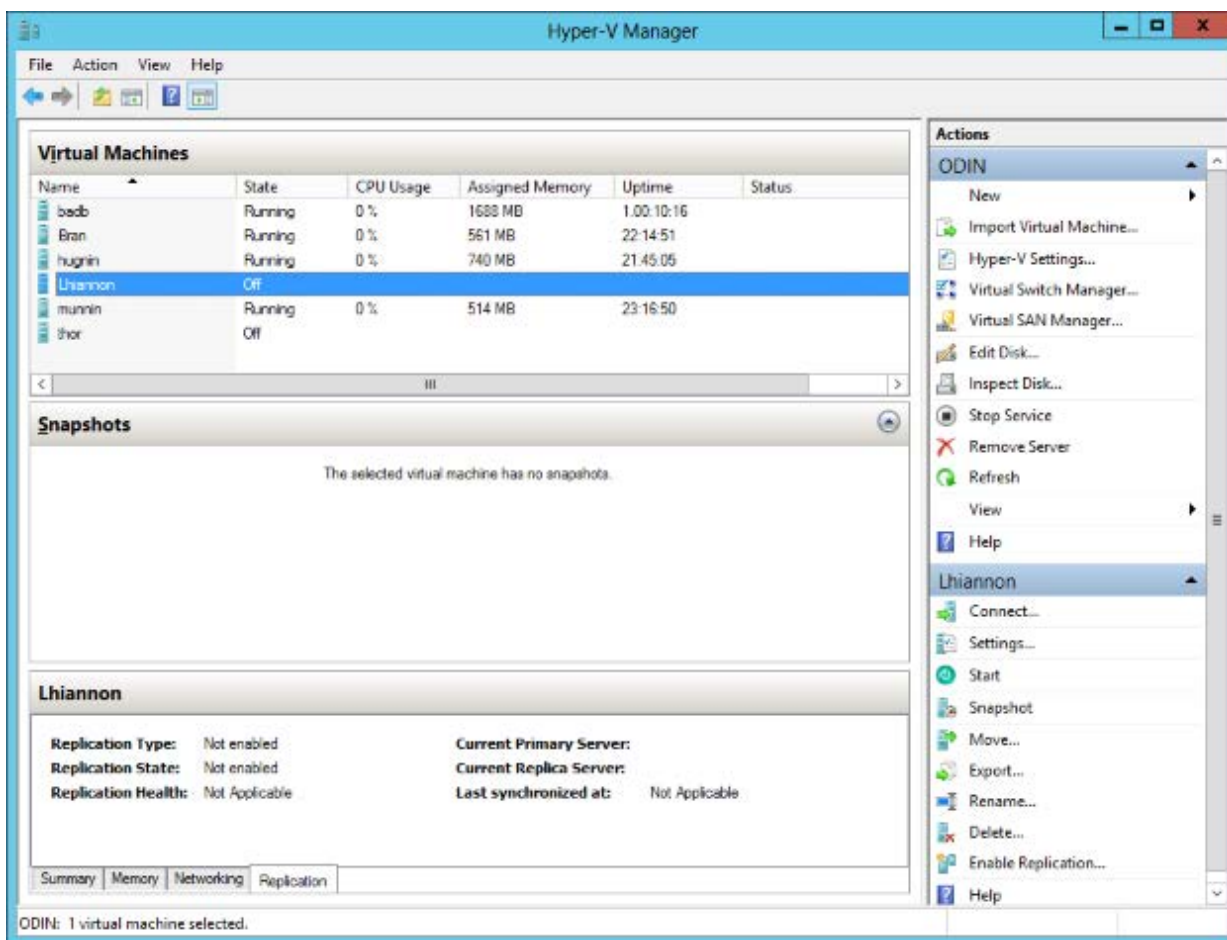 Hyper-V Manager
File Action View Help
Virtual Machines
Name State CPU Usage Assigned Memory Uptime Status
badb Running 0 % 1688 MB 1.00:10:16
Bran Running 0 % 561 MB 22:14:51
hugnin Running 0 % 740 MB 21:45:05
Lhiannon Off
munnin Running 0 % 514 MB 23:16:50
thor Off
Snapshots
The selected virtual machine has no snapshots.
Lhiannon
Replication Type: Not enabled Current Primary Server:
Replication State: Not enabled Current Replica Server:
Replication Health: Not Applicable Last synchronized at: Not Applicable
Summary Memory Networking Replication
Actions
ODIN
New
Import Virtual Machine...
Hyper-V Settings...
Virtual Switch Manager...
Virtual SAN Manager...
Edit Disk...
Inspect Disk...
Stop Service
Remove Server
Refresh
View
Help
Lhiannon
Connect...
Settings...
Start
Snapshot
Move...
Export...
Rename...
Delete...
Enable Replication...
Help
ODIN: 1 virtual machine selected.